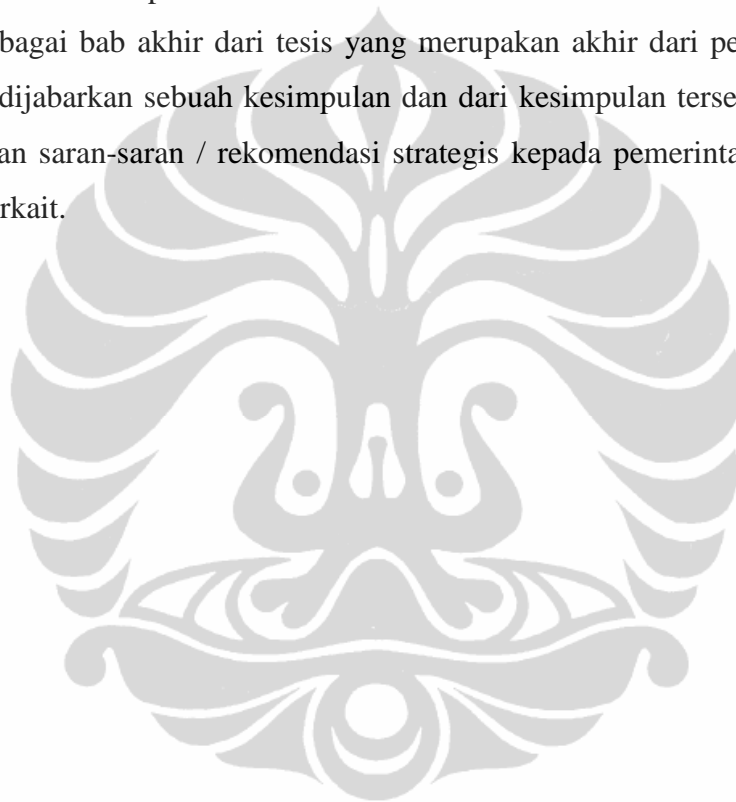 bagai bab akhir dari tesis yang merupakan akhir dari pe
dijabarkan sebuah kesimpulan dan dari kesimpulan terse
an saran-saran / rekomendasi strategis kepada pemerinta
rkait.